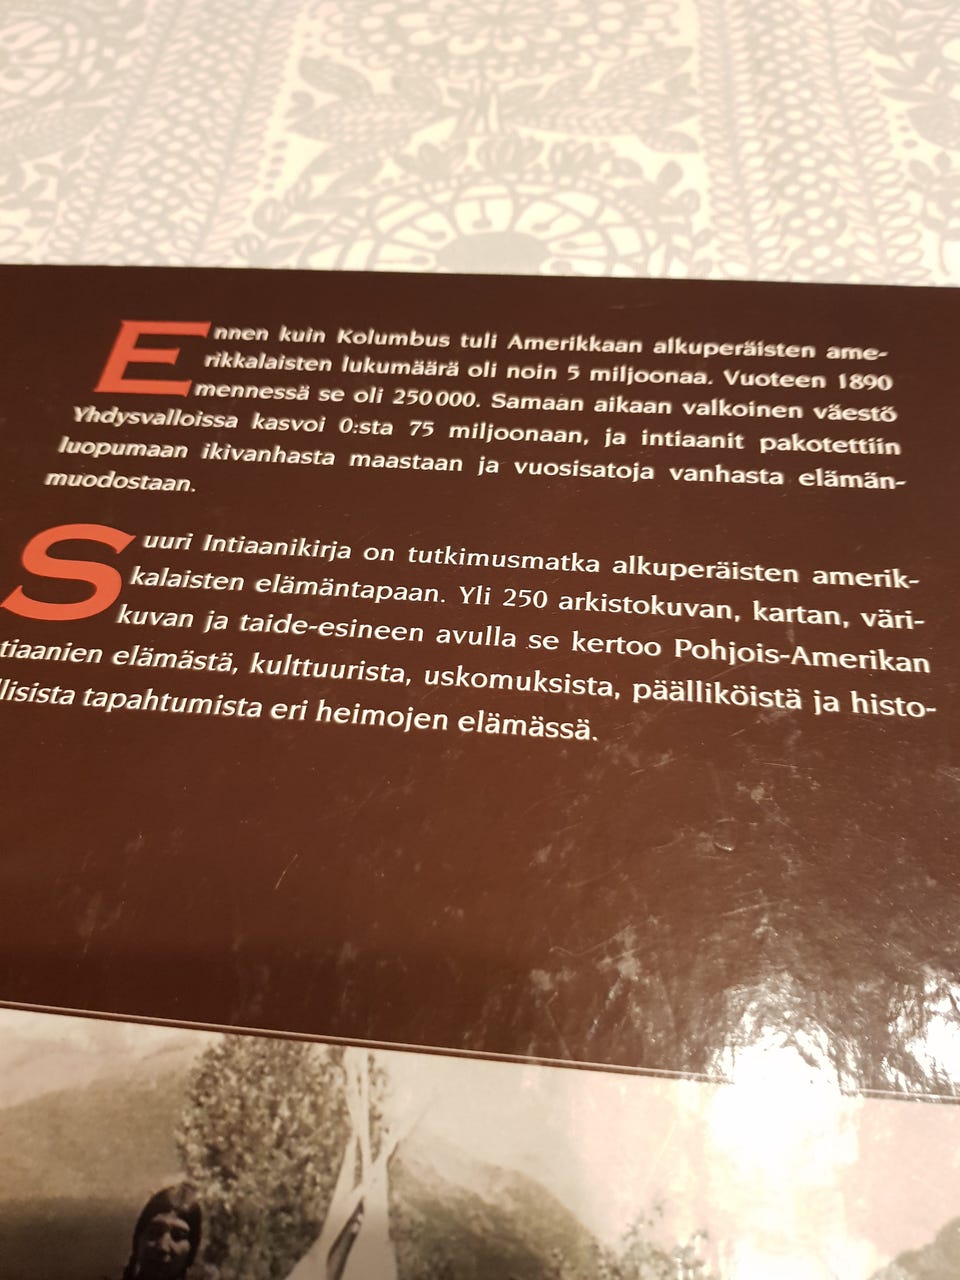 Ennen kuin Kolumbus tuli Amerikkaan alkuperäisten ame-
rikkalaisten lukumäärä oli noin 5 miljoonaa. Vuoteen 1890
mennessä se oli 250 000. Samaan aikaan valkoinen väestö
Yhdysvalloissa kasvoi 0:sta 75 miljoonaan, ja intiaanit pakotettiin
luopumaan ikivanhasta maastaan ja vuosisatoja vanhasta elämän-
muodostaan.
Suuri Intiaanikirja on tutkimusmatka alkuperäisten amerik-
kalaisten elämäntapaan. Yli 250 arkistokuvan, kartan, väri-
kuvan ja taide-esineen avulla se kertoo Pohjois-Amerikan
tiaanien elämästä, kulttuurista, uskomuksista, päälliköistä ja histo-
llisista tapahtumista eri heimojen elämässä.